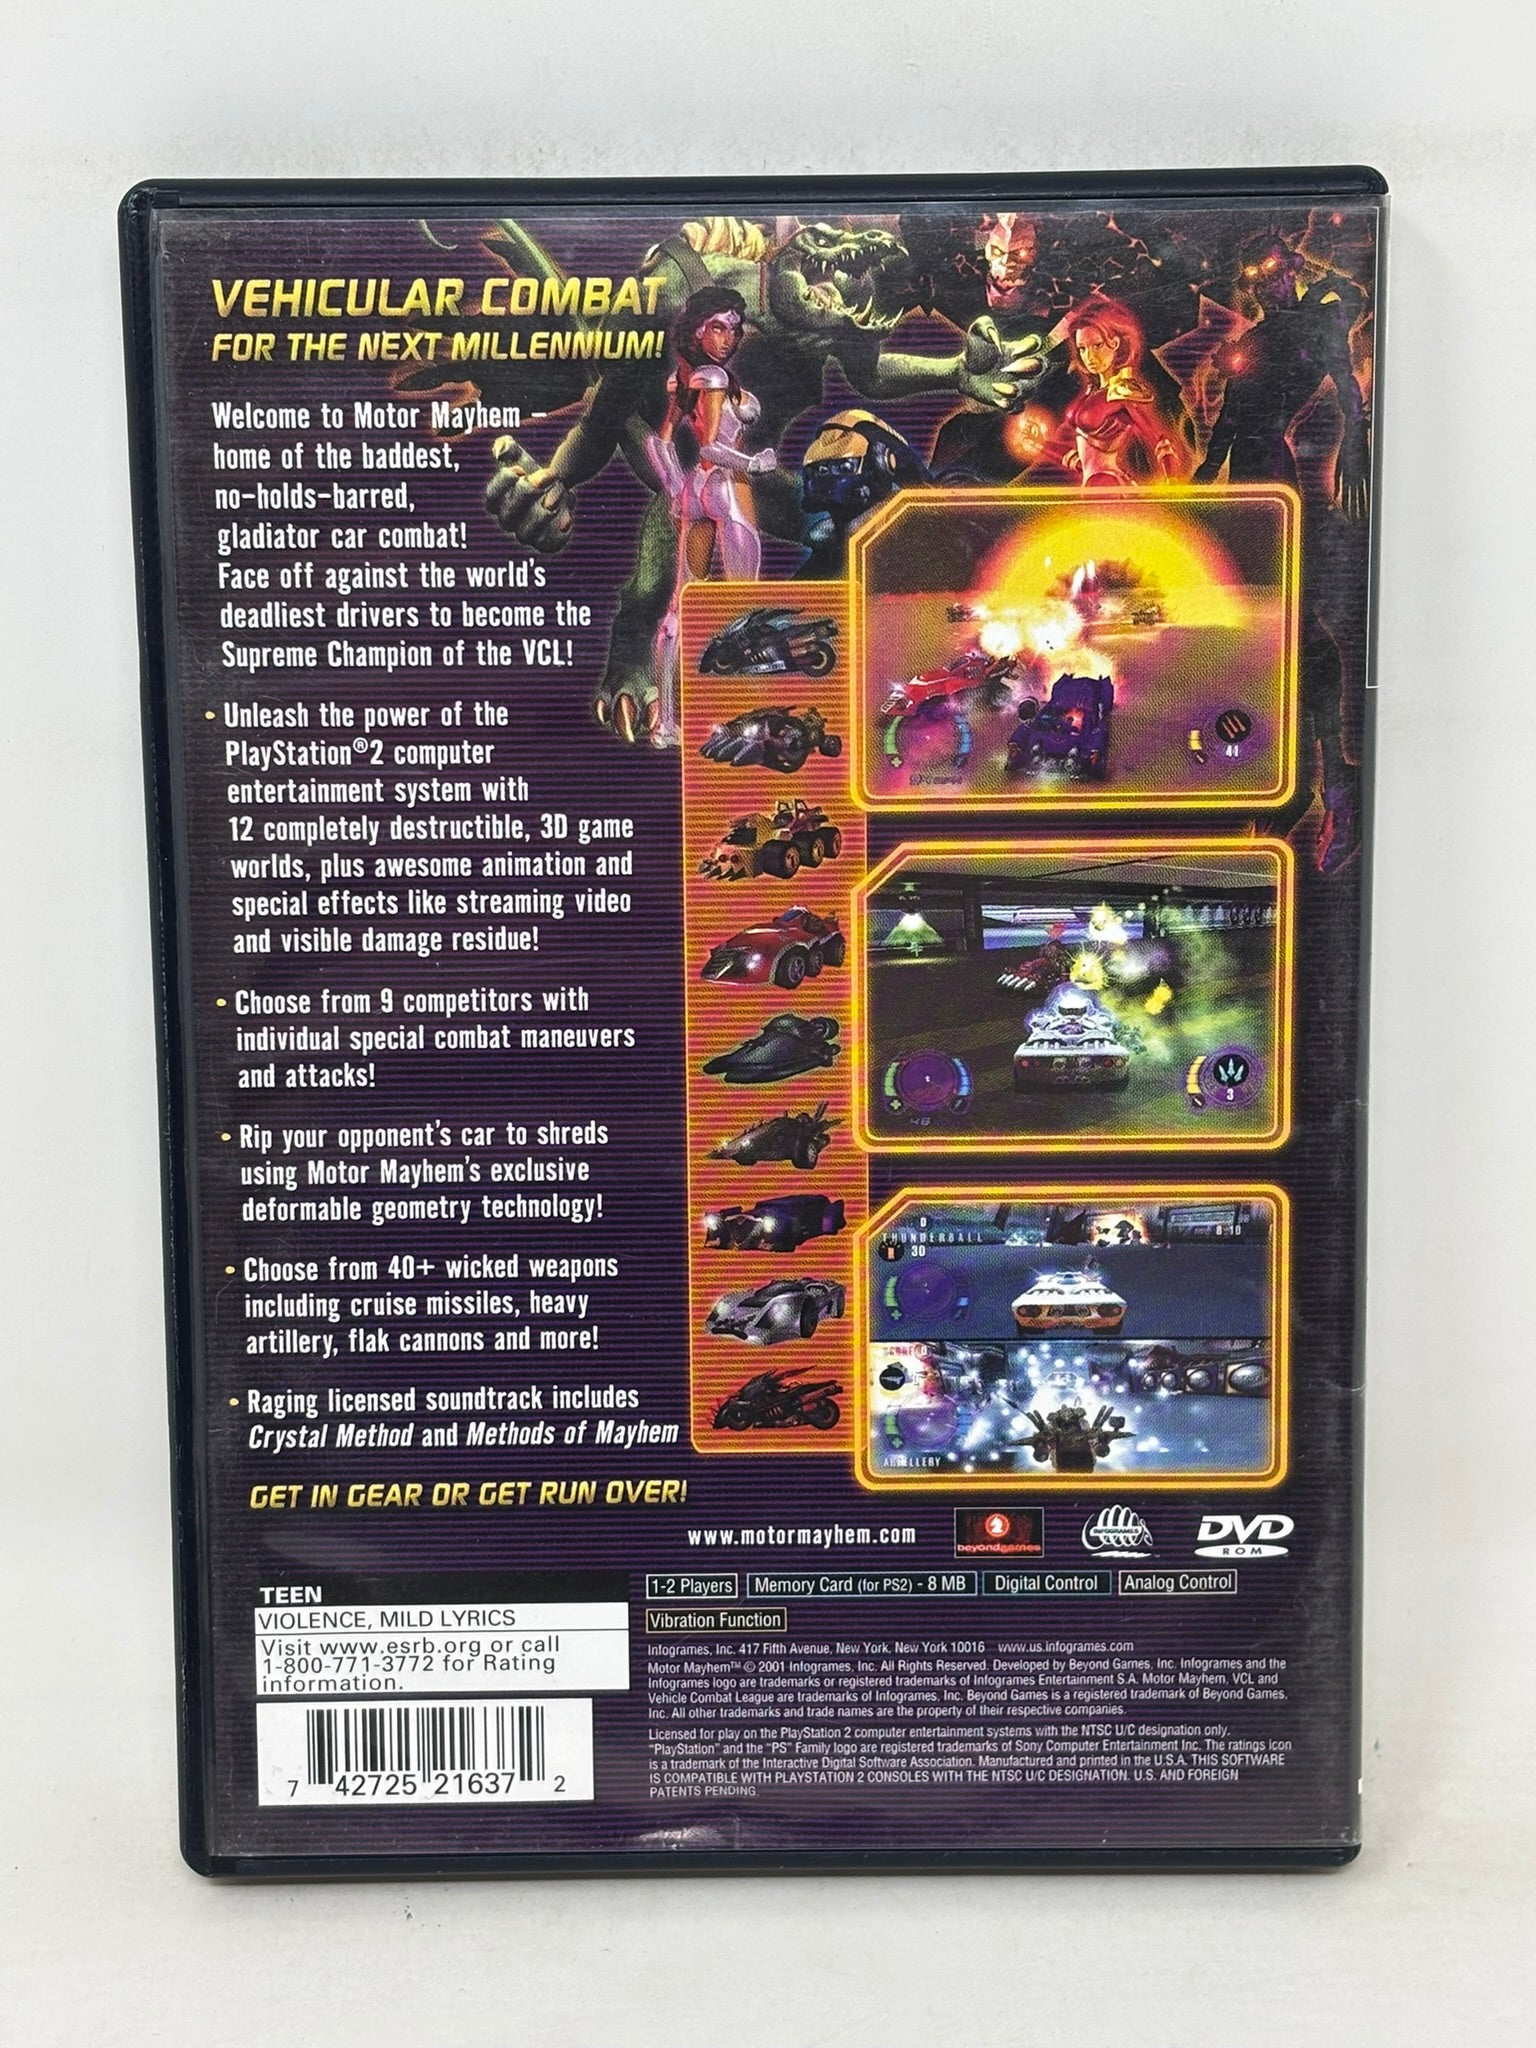 VEHICULAR COMBAT
FOR THE NEXT MILLENNIUM!
Welcome to Motor Mayhem –
home of the baddest,
no-holds-barred,
gladiator car combat!
Face off against the world's
deadliest drivers to become the
Supreme Champion of the VCL!
• Unleash the power of the
PlayStation®2 computer
entertainment system with
12 completely destructible, 3D game
worlds, plus awesome animation and
special effects like streaming video
and visible damage residue!
• Choose from 9 competitors with
individual special combat maneuvers
and attacks!
• Rip your opponent's car to shreds
using Motor Mayhem's exclusive
deformable geometry technology!
• Choose from 40+ wicked weapons
including cruise missiles, heavy
artillery, flak cannons and more!
• Raging licensed soundtrack includes
Crystal Method and Methods of Mayhem
GET IN GEAR OR GET RUN OVER!
41
3
48
0
THUNDERBALL
30
8:10
ARTILLERY
www.motormayhem.com
2
beyondgames
INFOGRAMES
DVD
ROM
TEEN
VIOLENCE, MILD LYRICS
Visit www.esrb.org or call
1-800-771-3772 for Rating
information.
7 42725 21637 2
1-2 Players
Memory Card (for PS2) - 8 MB
Digital Control
Analog Control
Vibration Function
Infogrames, Inc. 417 Fifth Avenue, New York, New York 10016 www.us.infogrames.com
Motor Mayhem™ © 2001 Infogrames, Inc. All Rights Reserved. Developed by Beyond Games, Inc. Infogrames and the
Infogrames logo are trademarks or registered trademarks of Infogrames Entertainment S.A. Motor Mayhem, VCL and
Vehicle Combat League are trademarks of Infogrames, Inc. Beyond Games is a registered trademark of Beyond Games,
Inc. All other trademarks and trade names are the property of their respective companies.
Licensed for play on the PlayStation 2 computer entertainment systems with the NTSC U/C designation only.
"PlayStation" and the "PS" Family logo are registered trademarks of Sony Computer Entertainment Inc. The ratings icon
is a trademark of the Interactive Digital Software Association. Manufactured and printed in the U.S.A. THIS SOFTWARE
IS COMPATIBLE WITH PLAYSTATION 2 CONSOLES WITH THE NTSC U/C DESIGNATION. U.S. AND FOREIGN
PATENTS PENDING.